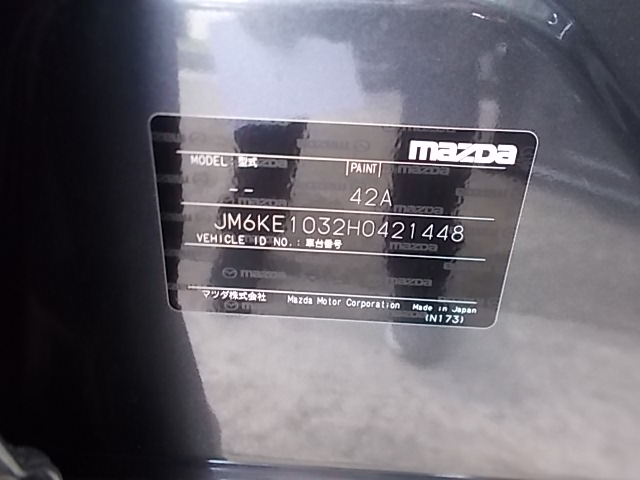 mazda
MODEL:型式 PAINT
-- 42A
JM6KE1032H0421448
VEHICLE ID NO.:車台番号
mazda
マツダ株式会社 Mazda Motor Corporation Made in Japan
(N173)